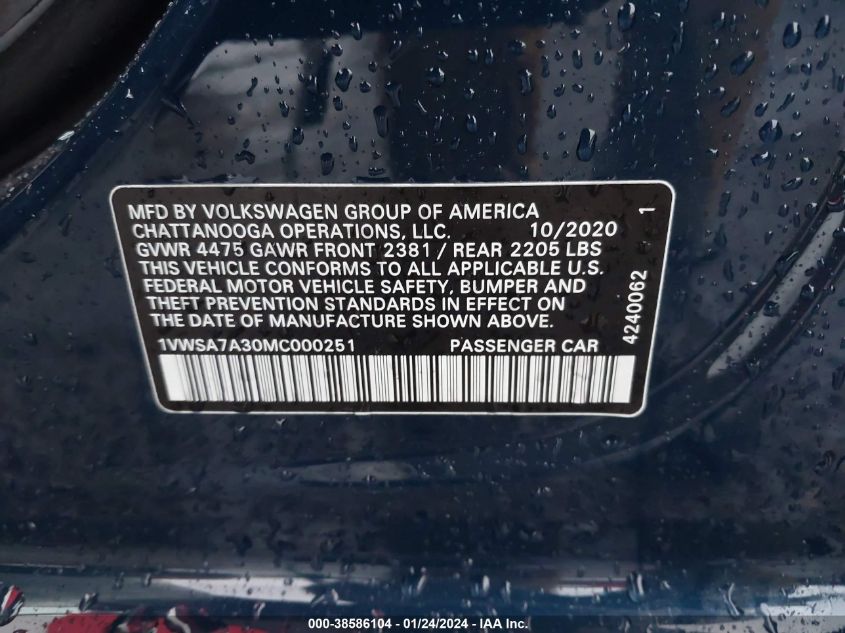 MFD BY VOLKSWAGEN GROUP OF AMERICA
CHATTANOOGA OPERATIONS, LLC. 10/2020
GVWR 4475 GAWR FRONT 2381 / REAR 2205 LBS
THIS VEHICLE CONFORMS TO ALL APPLICABLE U.S.
FEDERAL MOTOR VEHICLE SAFETY, BUMPER AND
THEFT PREVENTION STANDARDS IN EFFECT ON
THE DATE OF MANUFACTURE SHOWN ABOVE.
1VWSA7A30MC000251 PASSENGER CAR
4240062 1
000-38586104 - 01/24/2024 - IAA Inc.